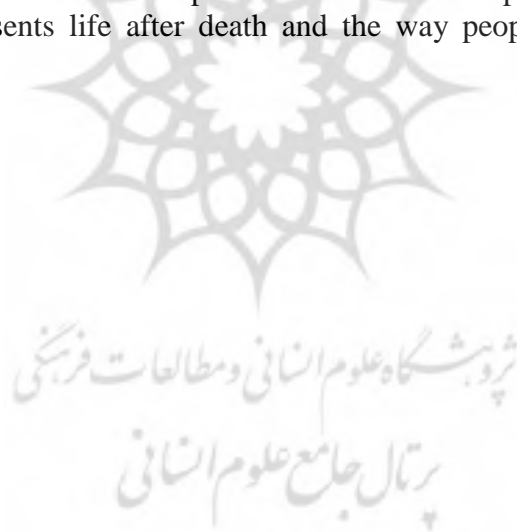 sents life after death and the way peop
پژوهشگاه علوم انسانی و مطالعات فرهنگی
پرتال جامع علوم انسانی